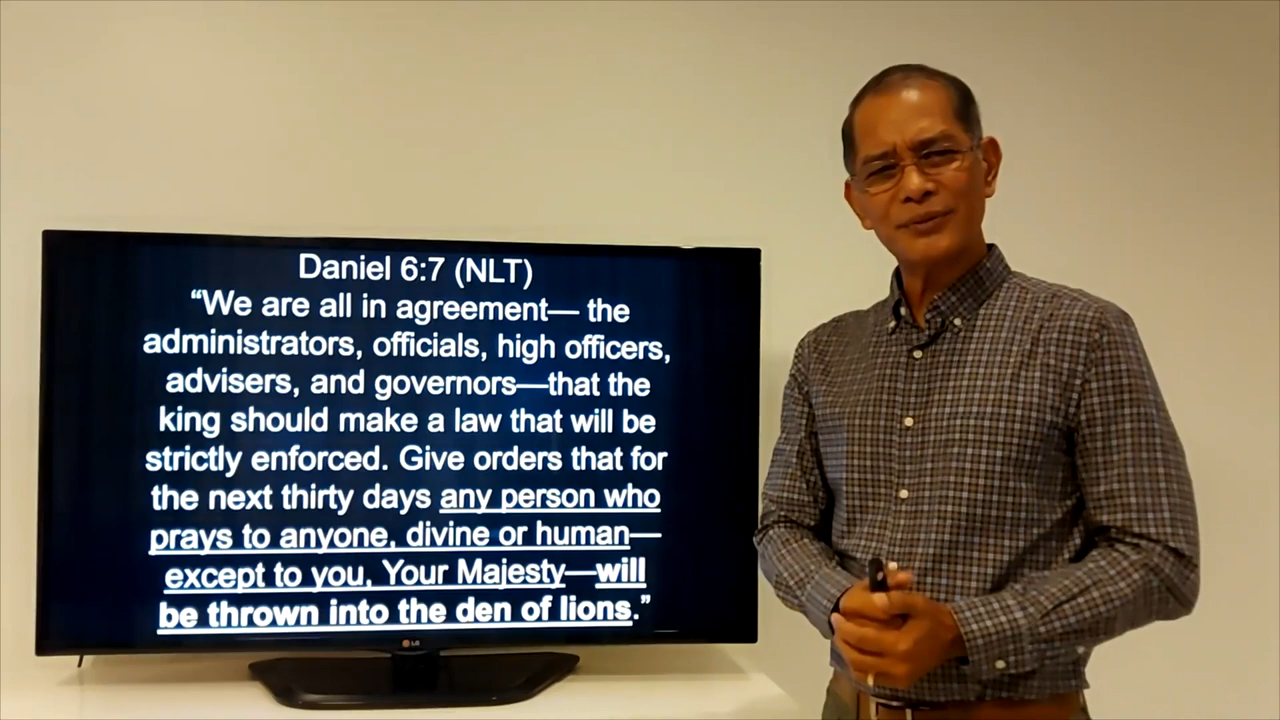 Daniel 6:7 (NLT)
“We are all in agreement— the
administrators, officials, high officers,
advisers, and governors—that the
king should make a law that will be
strictly enforced. Give orders that for
the next thirty days any person who
prays to anyone, divine or human—
except to you, Your Majesty—will
be thrown into the den of lions.”
LG